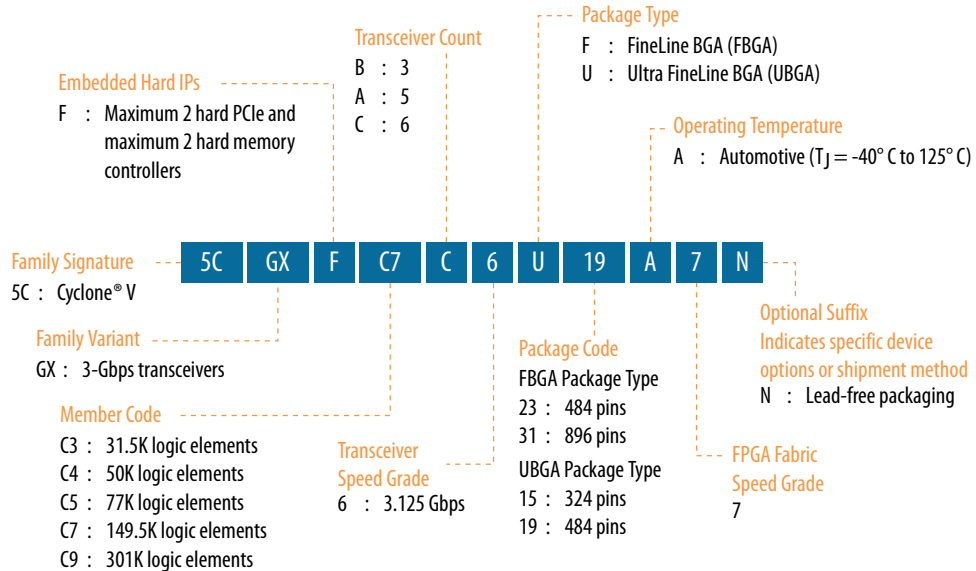 Package Type
F : FineLine BGA (FBGA)
U : Ultra FineLine BGA (UBGA)
Transceiver Count
B : 3
A : 5
C : 6
Embedded Hard IPs
F : Maximum 2 hard PCIe and
maximum 2 hard memory
controllers
Operating Temperature
A : Automotive (TJ = -40° C to 125° C)
5C GX F C7 C 6 U 19 A 7 N
Family Signature
5C : Cyclone® V
Family Variant
GX : 3-Gbps transceivers
Member Code
C3 : 31.5K logic elements
C4 : 50K logic elements
C5 : 77K logic elements
C7 : 149.5K logic elements
C9 : 301K logic elements
Transceiver
Speed Grade
6 : 3.125 Gbps
Package Code
FBGA Package Type
23 : 484 pins
31 : 896 pins
UBGA Package Type
15 : 324 pins
19 : 484 pins
FPGA Fabric
Speed Grade
7
Optional Suffix
Indicates specific device
options or shipment method
N : Lead-free packaging